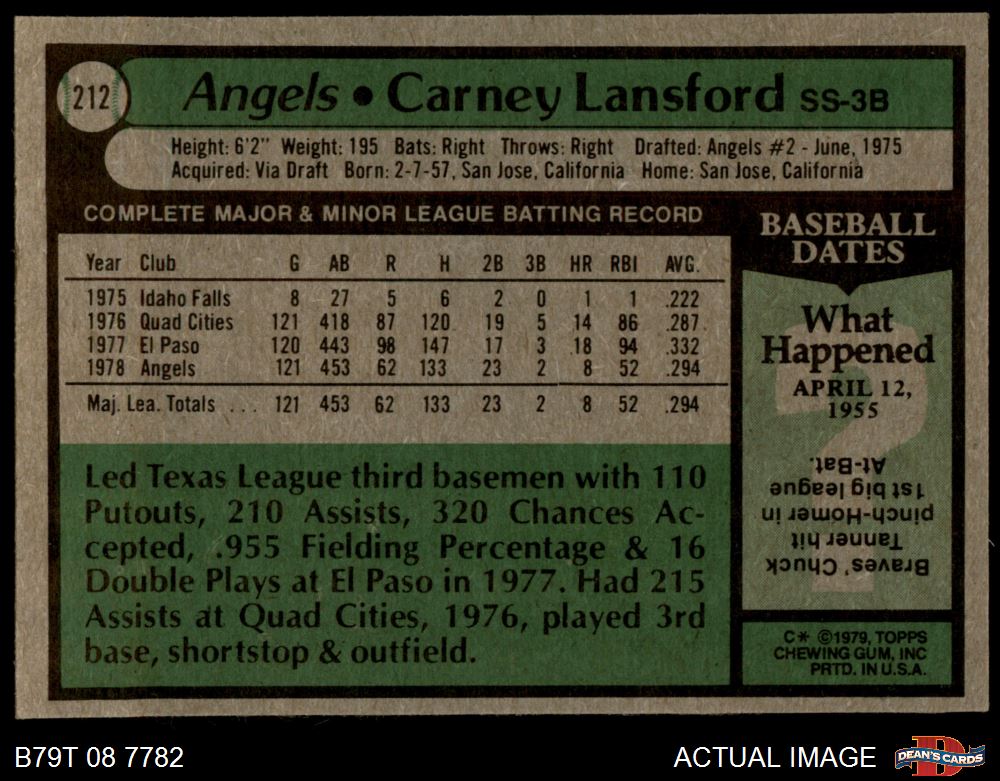 212
Angels • Carney Lansford SS-3B
Height: 6'2" Weight: 195 Bats: Right Throws: Right Drafted: Angels #2 - June, 1975
Acquired: Via Draft Born: 2-7-57, San Jose, California Home: San Jose, California
COMPLETE MAJOR & MINOR LEAGUE BATTING RECORD
Year Club G AB R H 2B 3B HR RBI AVG.
1975 Idaho Falls 8 27 5 6 2 0 1 1 .222
1976 Quad Cities 121 418 87 120 19 5 14 86 .287
1977 El Paso 120 443 98 147 17 3 18 94 .332
1978 Angels 121 453 62 133 23 2 8 52 .294
Maj. Lea. Totals ... 121 453 62 133 23 2 8 52 .294
Led Texas League third basemen with 110
Putouts, 210 Assists, 320 Chances Ac-
cepted, .955 Fielding Percentage & 16
Double Plays at El Paso in 1977. Had 215
Assists at Quad Cities, 1976, played 3rd
base, shortstop & outfield.
BASEBALL
DATES
What
Happened
APRIL 12,
1955
?
Braves' Chuck
Tanner hit
pinch-Homer in
1st big league
At-Bat.
C* ©1979, TOPPS
CHEWING GUM, INC
PRTD. IN U.S.A.
B79T 08 7782
ACTUAL IMAGE
D
DEAN'S CARDS